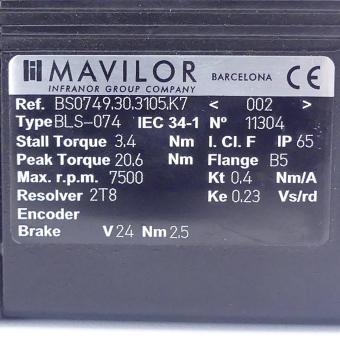 MAVILOR BARCELONA CE
INFRANOR GROUP COMPANY
Ref. BS0749.30.3105.K7 < 002 >
Type BLS-074 IEC 34-1 Nº 11304
Stall Torque 3,4 Nm I. Cl. F IP 65
Peak Torque 20,6 Nm Flange B5
Max. r.p.m. 7500 Kt 0,4 Nm/A
Resolver 2T8 Ke 0,23 Vs/rd
Encoder
Brake V 24 Nm 2,5